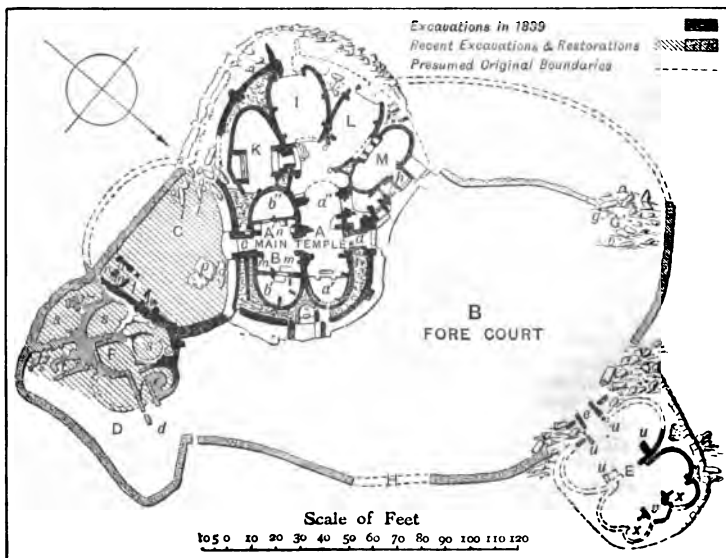 Excavations in 1839
Recent Excavations & Restorations
Presumed Original Boundaries
I
L
K
M
b"
a"
C
A
MAIN TEMPLE
B
m
b'
a'
B
FORE COURT
G
s
s
F
D
d
H
e
u
u
u
u
E
v
x
x
Scale of Feet
10 5 0 10 20 30 40 50 60 70 80 90 100 110 120